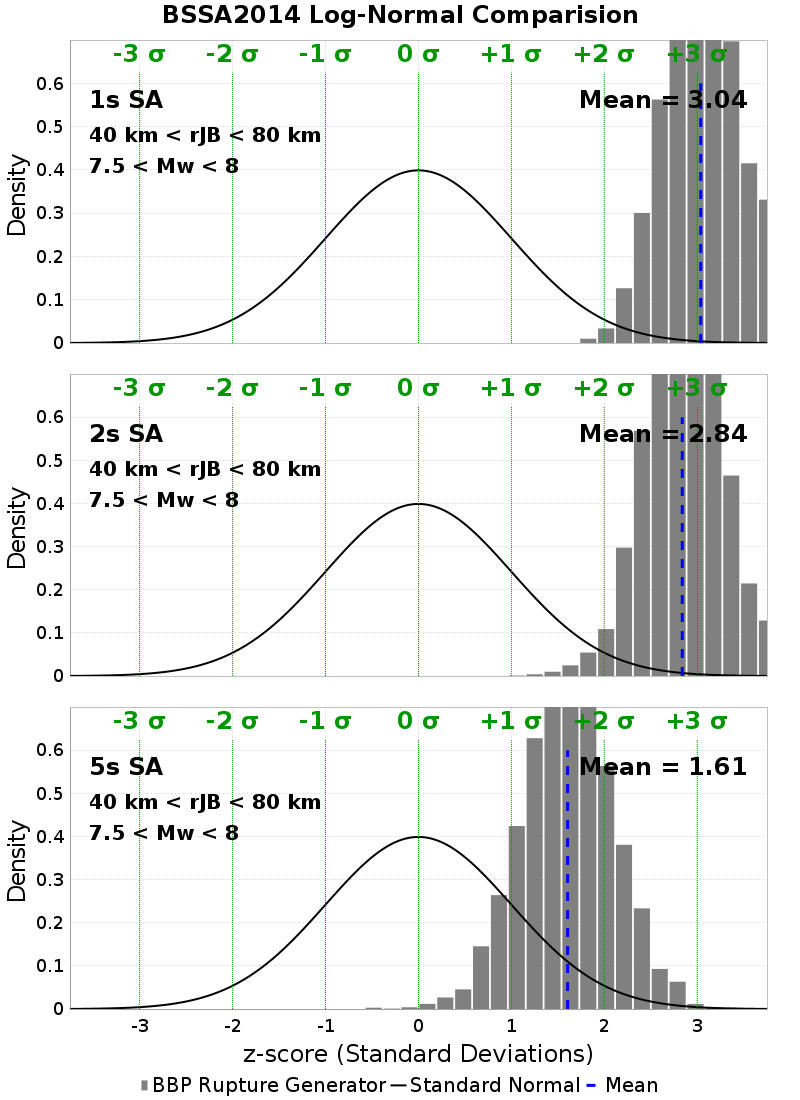 BSSA2014 Log-Normal Comparision
-3 σ -2 σ -1 σ 0 σ +1 σ +2 σ +3 σ
0.6
1s SA Mean = 3.04
0.5
40 km < rJB < 80 km
7.5 < Mw < 8
0.4
Density
0.3
0.2
0.1
0
-3 σ -2 σ -1 σ 0 σ +1 σ +2 σ +3 σ
0.6
2s SA Mean = 2.84
0.5
40 km < rJB < 80 km
7.5 < Mw < 8
0.4
Density
0.3
0.2
0.1
0
-3 σ -2 σ -1 σ 0 σ +1 σ +2 σ +3 σ
0.6
5s SA Mean = 1.61
0.5
40 km < rJB < 80 km
7.5 < Mw < 8
0.4
Density
0.3
0.2
0.1
0
-3 -2 -1 0 1 2 3
z-score (Standard Deviations)
BBP Rupture Generator Standard Normal Mean